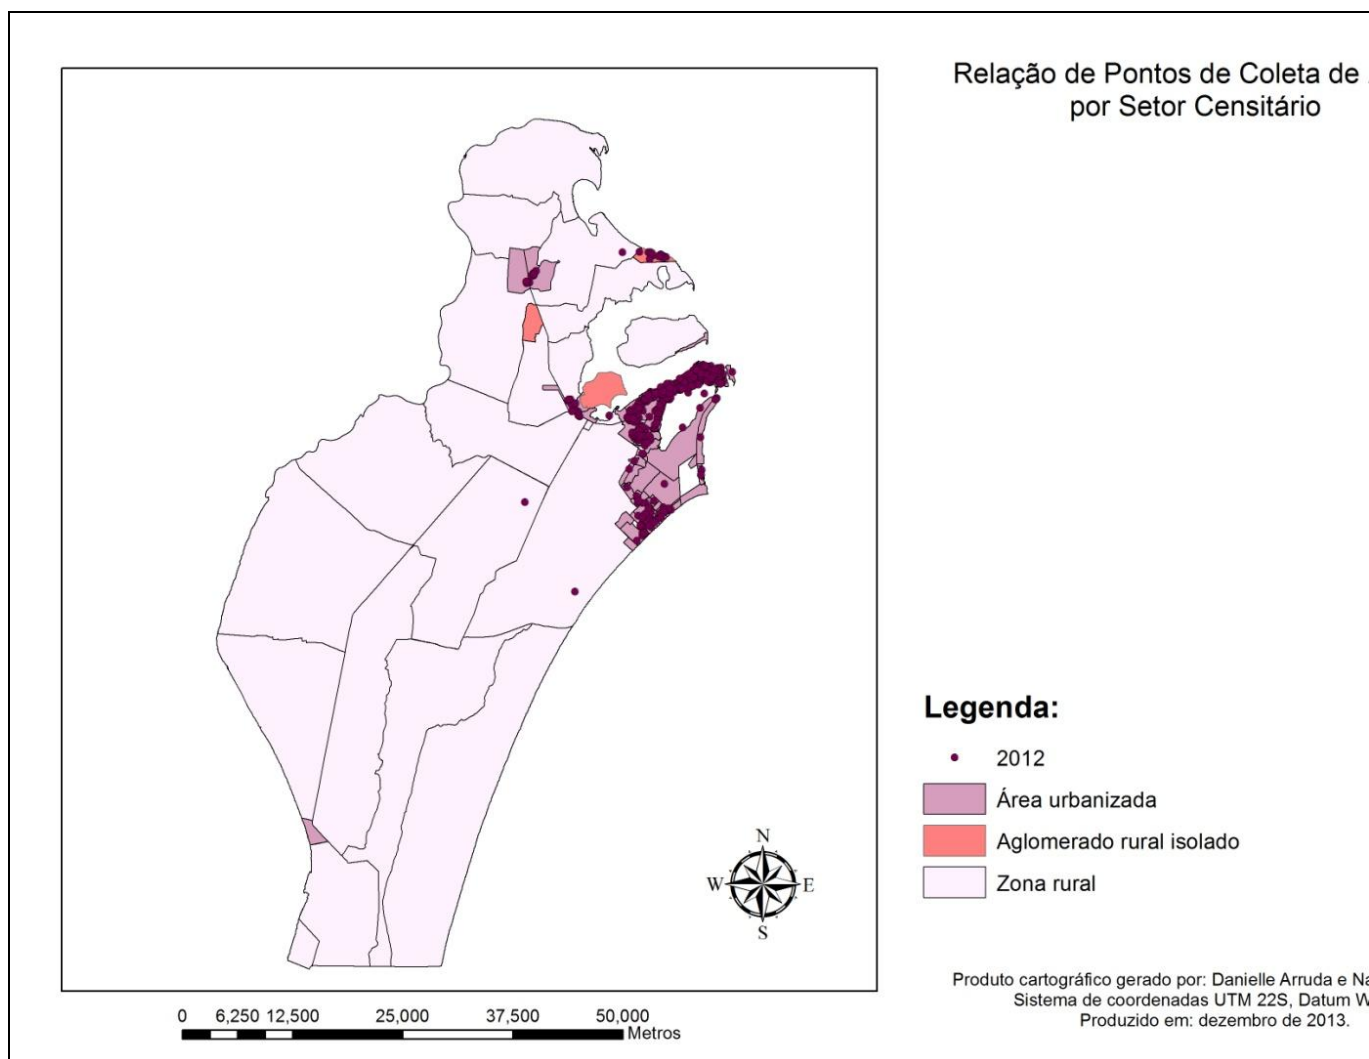 Relação de Pontos de Coleta de
por Setor Censitário
Legenda:
2012
Área urbanizada
Aglomerado rural isolado
Zona rural
N
W E
S
Produto cartográfico gerado por: Danielle Arruda e
Sistema de coordenadas UTM 22S, Datum
Produzido em: dezembro de 2013.
0 6,250 12,500 25,000 37,500 50,000
Metros